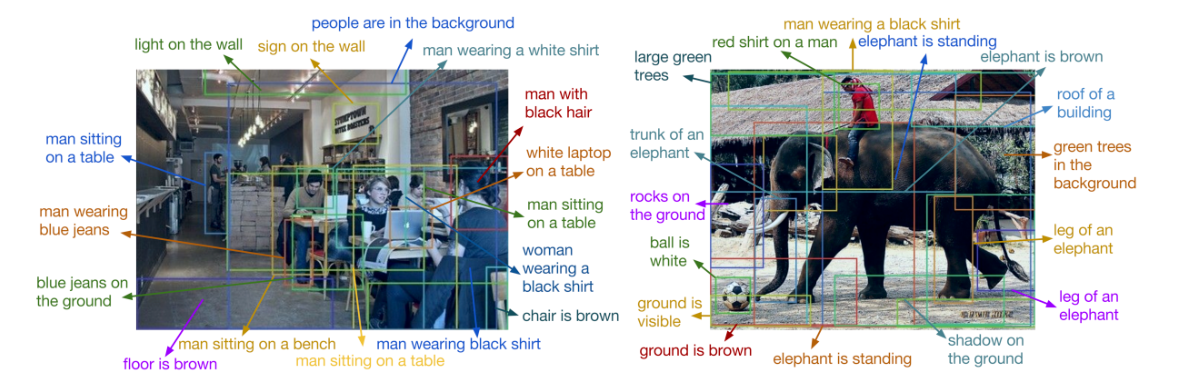 people are in the background
light on the wall
sign on the wall
man wearing a white shirt
man with
black hair
man sitting
on a table
white laptop
on a table
man wearing
blue jeans
man sitting
on a table
woman
wearing a
black shirt
blue jeans on
the ground
chair is brown
man sitting on a bench
man wearing black shirt
man sitting on a table
floor is brown
STUMPTOWN
COFFEE ROASTERS
man wearing a black shirt
red shirt on a man
elephant is standing
large green
trees
elephant is brown
roof of a
building
trunk of an
elephant
green trees
in the
background
rocks on
the ground
leg of an
elephant
ball is
white
leg of an
elephant
ground is
visible
ground is brown
elephant is standing
shadow on
the ground